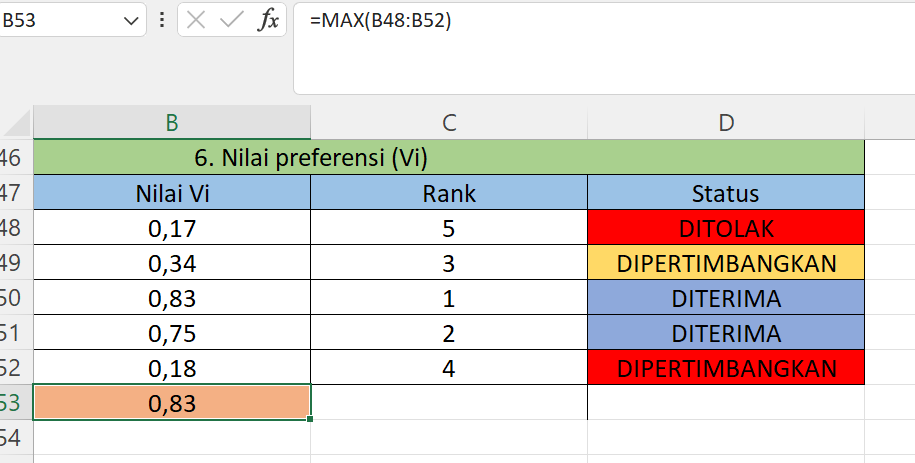 B53 fx =MAX(B48:B52)
B C D
46 6. Nilai preferensi (Vi)
47 Nilai Vi Rank Status
48 0,17 5 DITOLAK
49 0,34 3 DIPERTIMBANGKAN
50 0,83 1 DITERIMA
51 0,75 2 DITERIMA
52 0,18 4 DIPERTIMBANGKAN
53 0,83
54